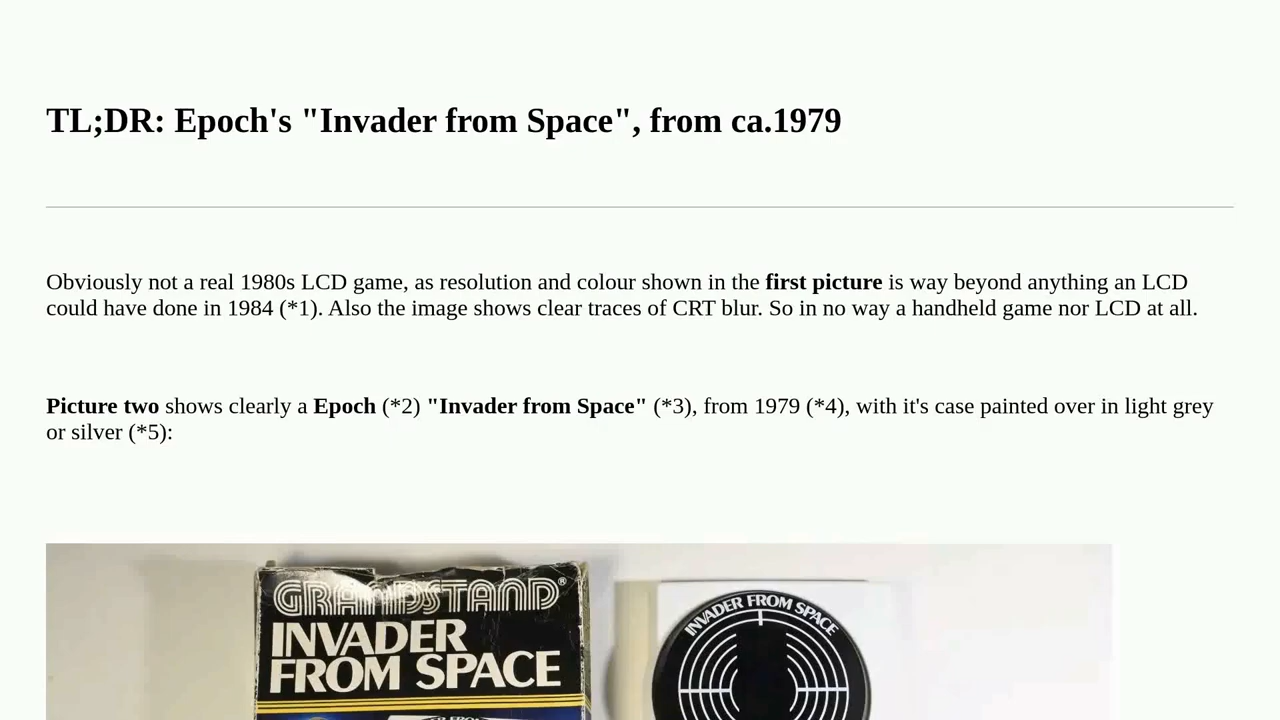 TL;DR: Epoch's "Invader from Space", from ca.1979
Obviously not a real 1980s LCD game, as resolution and colour shown in the first picture is way beyond anything an LCD
could have done in 1984 (*1). Also the image shows clear traces of CRT blur. So in no way a handheld game nor LCD at all.
Picture two shows clearly a Epoch (*2) "Invader from Space" (*3), from 1979 (*4), with it's case painted over in light grey
or silver (*5):
GRANDSTAND®
INVADER
FROM SPACE
INVADER FROM SPACE